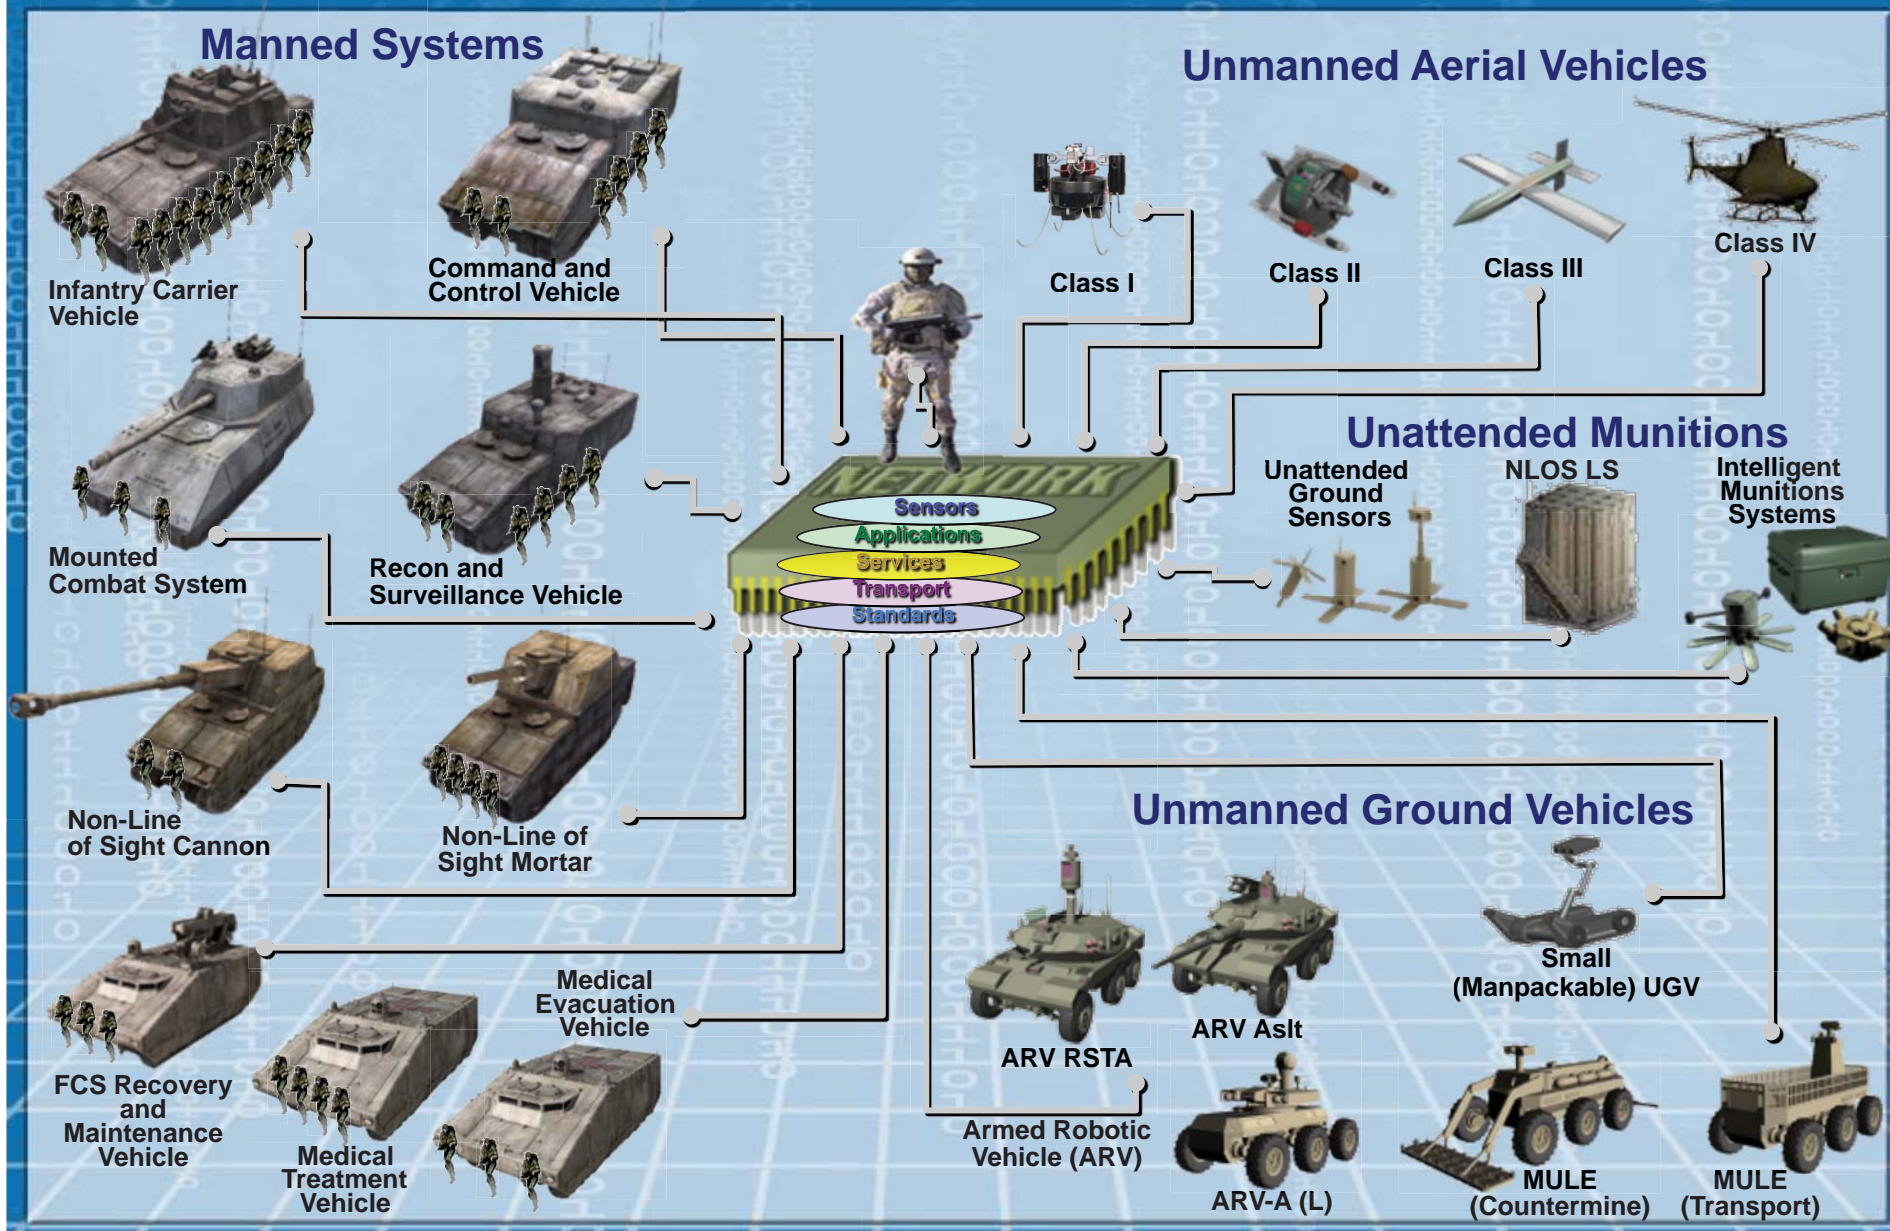 Manned Systems
Infantry Carrier
Vehicle
Command and
Control Vehicle
Mounted
Combat System
Recon and
Surveillance Vehicle
Non-Line
of Sight Cannon
Non-Line of
Sight Mortar
FCS Recovery
and
Maintenance
Vehicle
Medical
Treatment
Vehicle
Medical
Evacuation
Vehicle
NETWORK
Sensors
Applications
Services
Transport
Standards
Unmanned Aerial Vehicles
Class I
Class II
Class III
Class IV
Unattended Munitions
Unattended
Ground
Sensors
NLOS LS
Intelligent
Munitions
Systems
Unmanned Ground Vehicles
ARV RSTA
ARV Aslt
Small
(Manpackable) UGV
Armed Robotic
Vehicle (ARV)
ARV-A (L)
MULE
(Countermine)
MULE
(Transport)